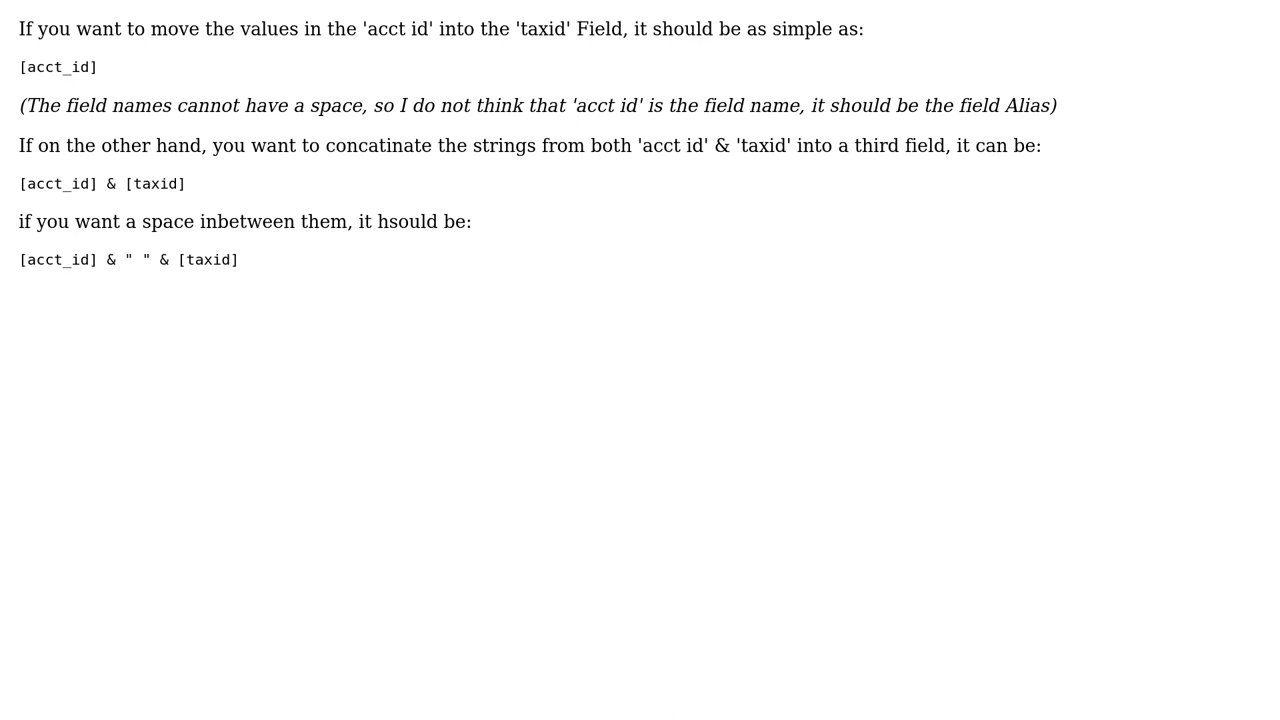 If you want to move the values in the 'acct id' into the 'taxid' Field, it should be as simple as:
[acct_id]
(The field names cannot have a space, so I do not think that 'acct id' is the field name, it should be the field Alias)
If on the other hand, you want to concatinate the strings from both 'acct id' & 'taxid' into a third field, it can be:
[acct_id] & [taxid]
if you want a space inbetween them, it hsould be:
[acct_id] & " " & [taxid]